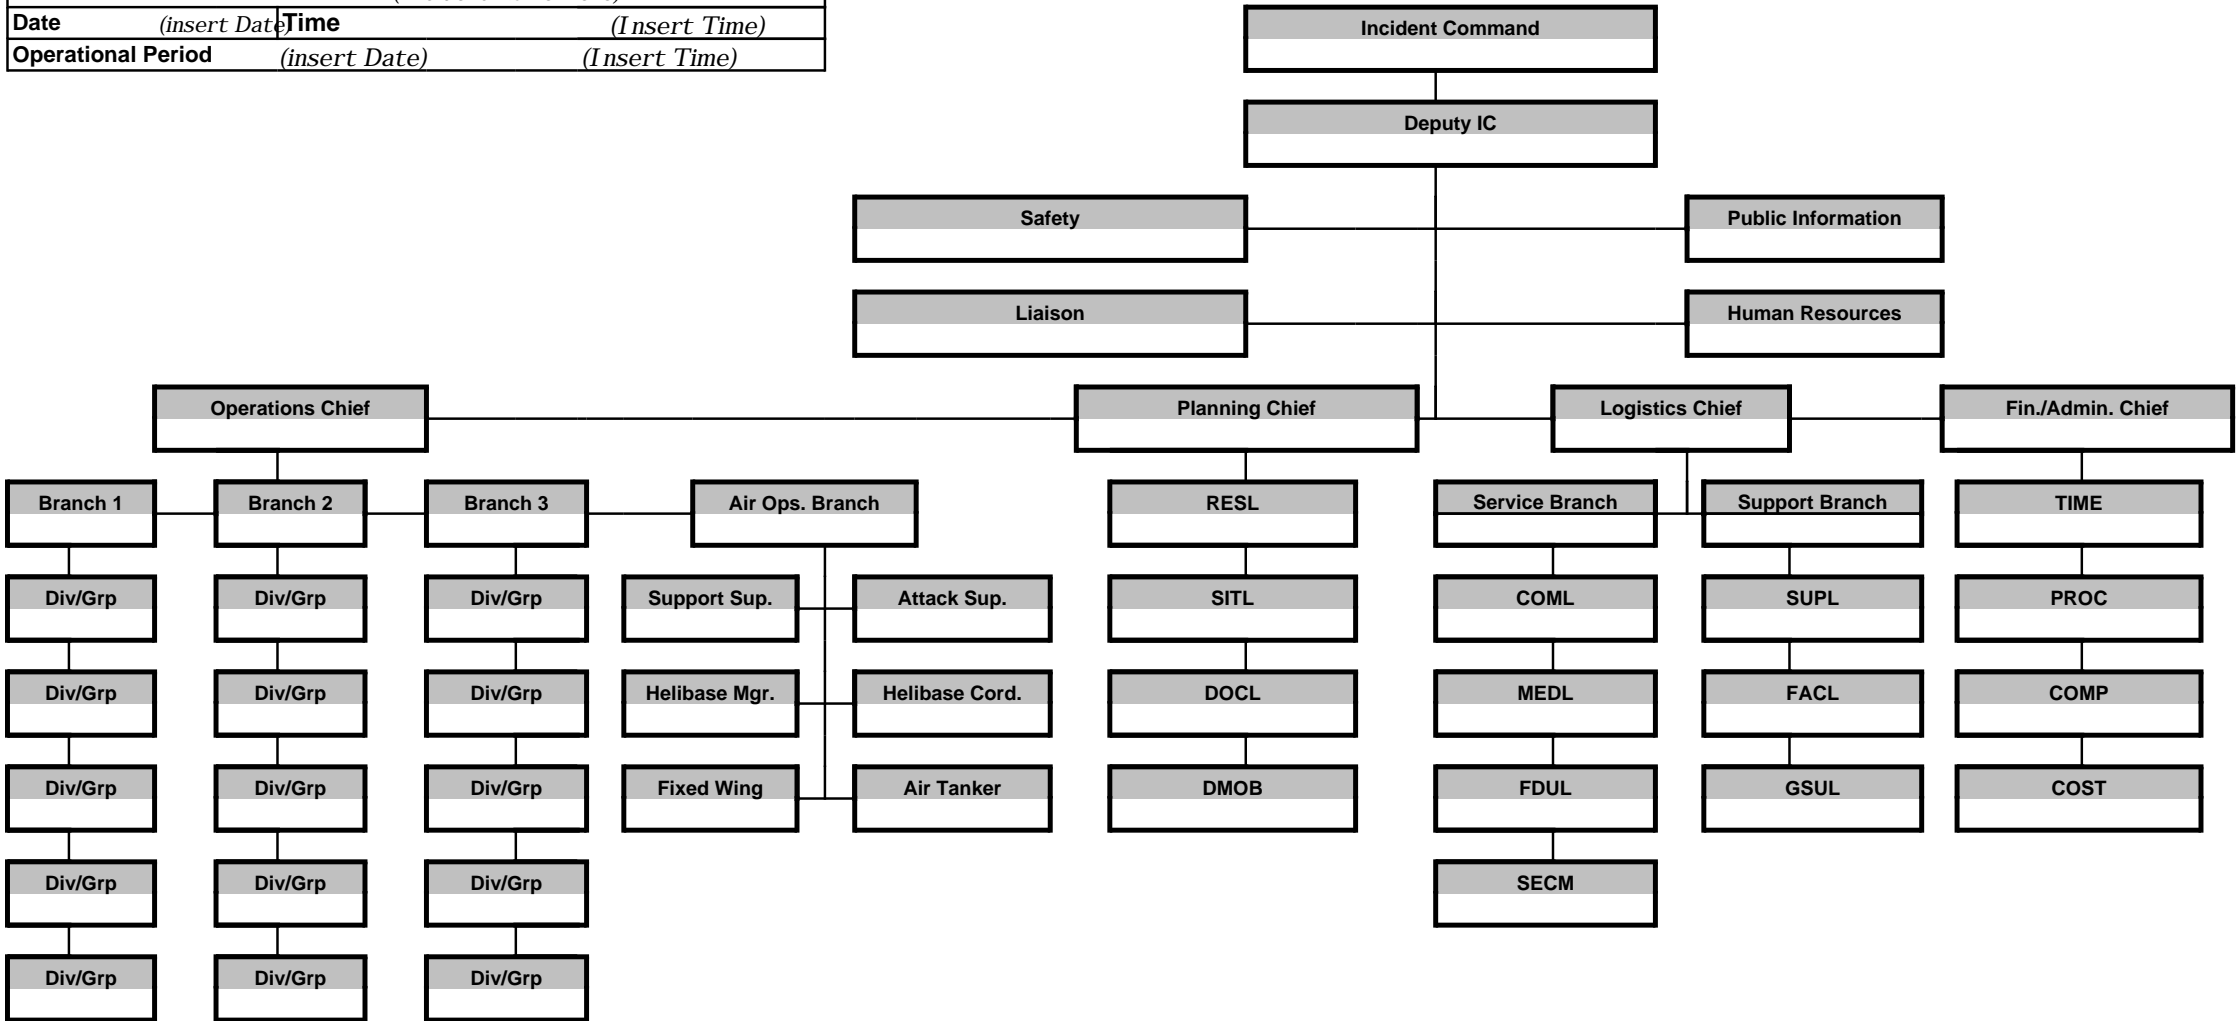 Date (insert Date) Time (Insert Time)
Operational Period (insert Date) (Insert Time)
Incident Command
Deputy IC
Safety Public Information
Liaison Human Resources
Operations Chief Planning Chief Logistics Chief Fin./Admin. Chief
Branch 1 Branch 2 Branch 3 Air Ops. Branch RESL Service Branch Support Branch TIME
Div/Grp Div/Grp Div/Grp Support Sup. Attack Sup. SITL COML SUPL PROC
Div/Grp Div/Grp Div/Grp Helibase Mgr. Helibase Cord. DOCL MEDL FACL COMP
Div/Grp Div/Grp Div/Grp Fixed Wing Air Tanker DMOB FDUL GSUL COST
Div/Grp Div/Grp Div/Grp SECM
Div/Grp Div/Grp Div/Grp